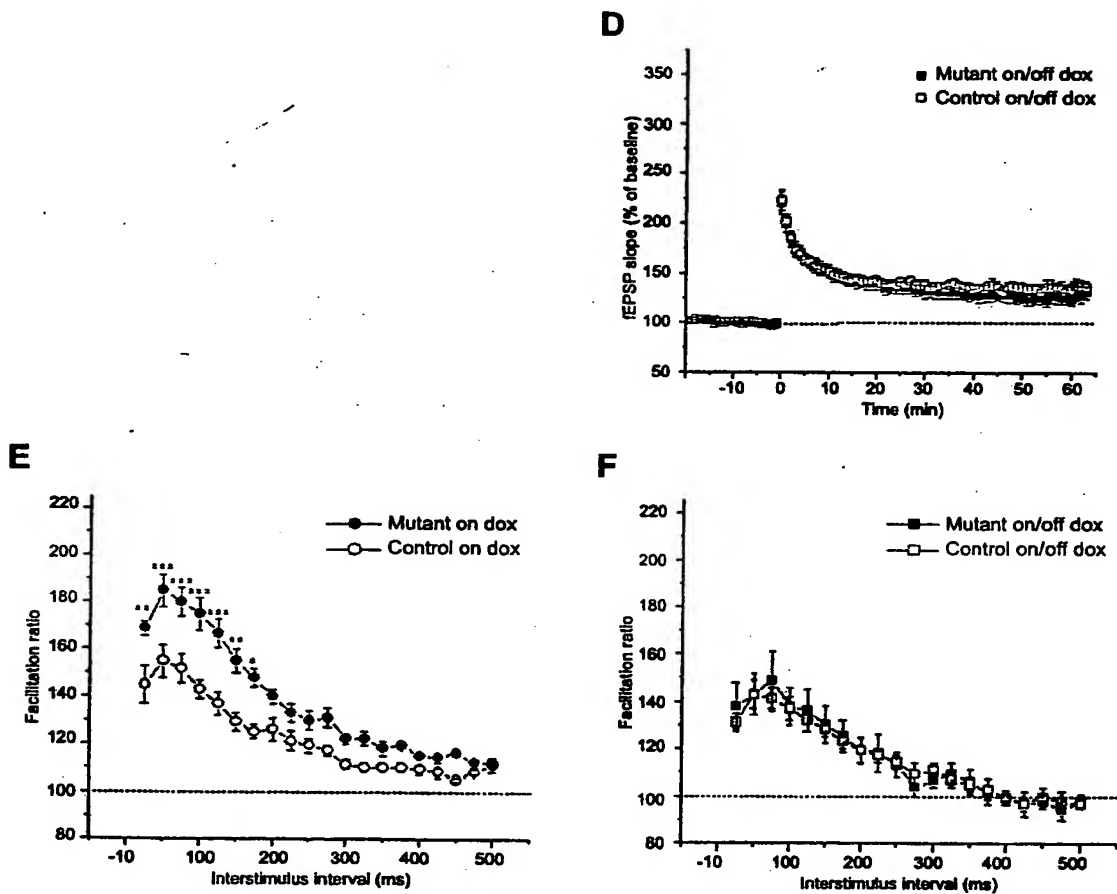 D
Mutant on/off dox
Control on/off dox
fEPSP slope (% of baseline)
350
300
250
200
150
100
50
-10 0 10 20 30 40 50 60
Time (min)
E
Mutant on dox
Control on dox
Facilitation ratio
220
200
180
160
140
120
100
80
-10 100 200 300 400 500
Interstimulus interval (ms)
F
Mutant on/off dox
Control on/off dox
Facilitation ratio
220
200
180
160
140
120
100
80
-10 100 200 300 400 500
Interstimulus interval (ms)